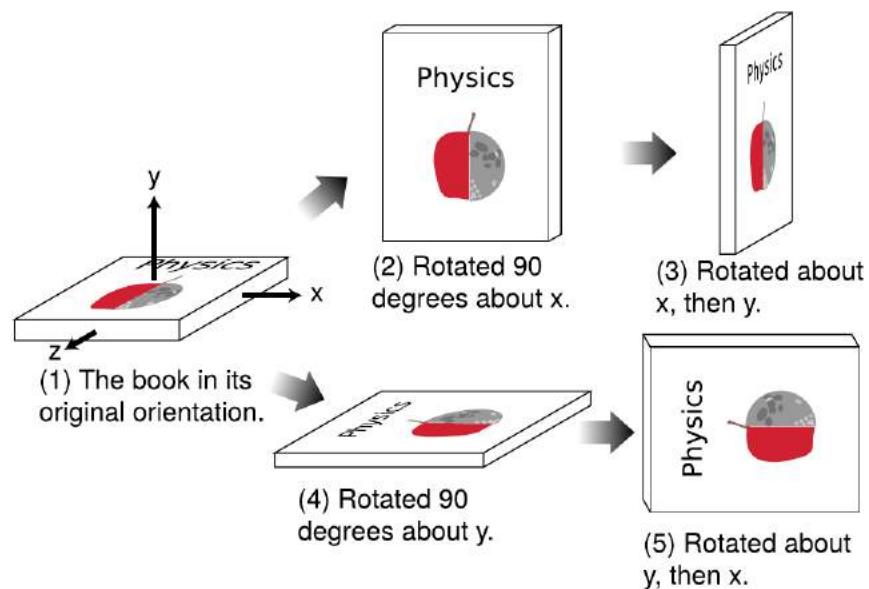 Physics
Physics
y
Physics
x
z
(1) The book in its
original orientation.
(2) Rotated 90
degrees about x.
(3) Rotated about
x, then y.
Physics
(4) Rotated 90
degrees about y.
Physics
(5) Rotated about
y, then x.